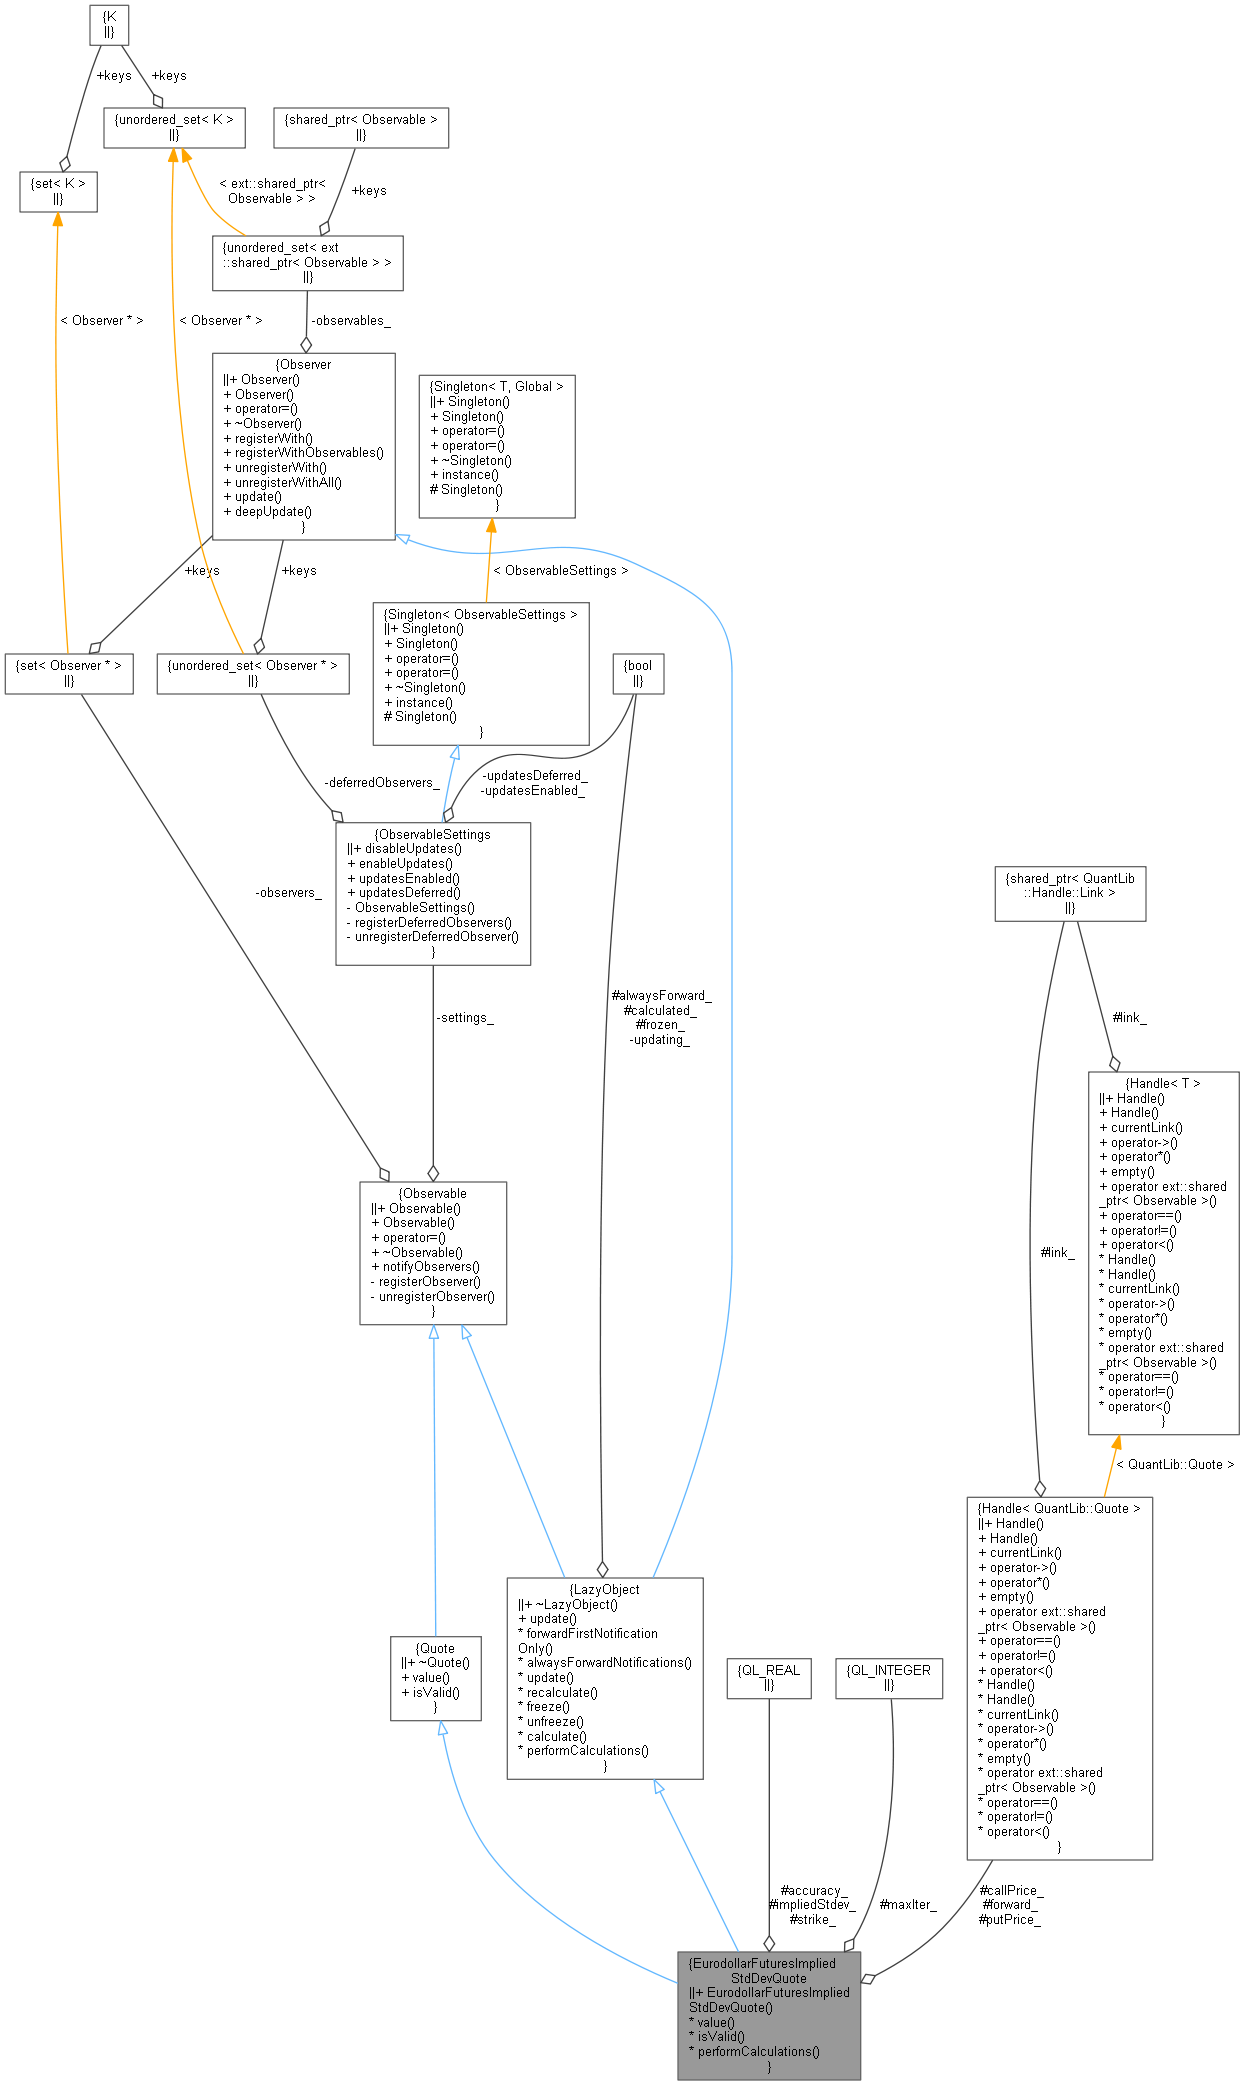 {K
||}
+keys
+keys
{unordered_set< K >
||}
{shared_ptr< Observable >
||}
{set< K >
||}
< ext::shared_ptr<
Observable > >
+keys
{unordered_set< ext
::shared_ptr< Observable > >
||}
< Observer * >
< Observer * >
-observables_
{Observer
||+ Observer()
+ Observer()
+ operator=()
+ ~Observer()
+ registerWith()
+ registerWithObservables()
+ unregisterWith()
+ unregisterWithAll()
+ update()
+ deepUpdate()
}
{Singleton< T, Global >
||+ Singleton()
+ Singleton()
+ operator=()
+ operator=()
+ ~Singleton()
+ instance()
# Singleton()
}
+keys
+keys
< ObservableSettings >
{set< Observer * >
||}
{unordered_set< Observer * >
||}
{Singleton< ObservableSettings >
||+ Singleton()
+ Singleton()
+ operator=()
+ operator=()
+ ~Singleton()
+ instance()
# Singleton()
}
{bool
||}
-deferredObservers_
-updatesDeferred_
-updatesEnabled_
{ObservableSettings
||+ disableUpdates()
+ enableUpdates()
+ updatesEnabled()
+ updatesDeferred()
- ObservableSettings()
- registerDeferredObservers()
- unregisterDeferredObserver()
}
-observers_
{shared_ptr< QuantLib
::Handle::Link >
||}
-settings_
#alwaysForward_
#calculated_
#frozen_
-updating_
#link_
#link_
{Handle< T >
||+ Handle()
+ Handle()
+ currentLink()
+ operator->()
+ operator*()
+ empty()
+ operator ext::shared
_ptr< Observable >()
+ operator==()
+ operator!=()
+ operator<()
* Handle()
* Handle()
* currentLink()
* operator->()
* operator*()
* empty()
* operator ext::shared
_ptr< Observable >()
* operator==()
* operator!=()
* operator<()
}
{Observable
||+ Observable()
+ Observable()
+ operator=()
+ ~Observable()
+ notifyObservers()
- registerObserver()
- unregisterObserver()
}
< QuantLib::Quote >
{Handle< QuantLib::Quote >
||+ Handle()
+ Handle()
+ currentLink()
+ operator->()
+ operator*()
+ empty()
+ operator ext::shared
_ptr< Observable >()
+ operator==()
+ operator!=()
+ operator<()
* Handle()
* Handle()
* currentLink()
* operator->()
* operator*()
* empty()
* operator ext::shared
_ptr< Observable >()
* operator==()
* operator!=()
* operator<()
}
{LazyObject
||+ ~LazyObject()
+ update()
* forwardFirstNotification
Only()
* alwaysForwardNotifications()
* update()
* recalculate()
* freeze()
* unfreeze()
* calculate()
* performCalculations()
}
{Quote
||+ ~Quote()
+ value()
+ isValid()
}
{QL_REAL
||}
{QL_INTEGER
||}
#accuracy_
#impliedStdev_
#strike_
#maxIter_
#callPrice_
#forward_
#putPrice_
{EurodollarFuturesImplied
StdDevQuote
||+ EurodollarFuturesImplied
StdDevQuote()
* value()
* isValid()
* performCalculations()
}